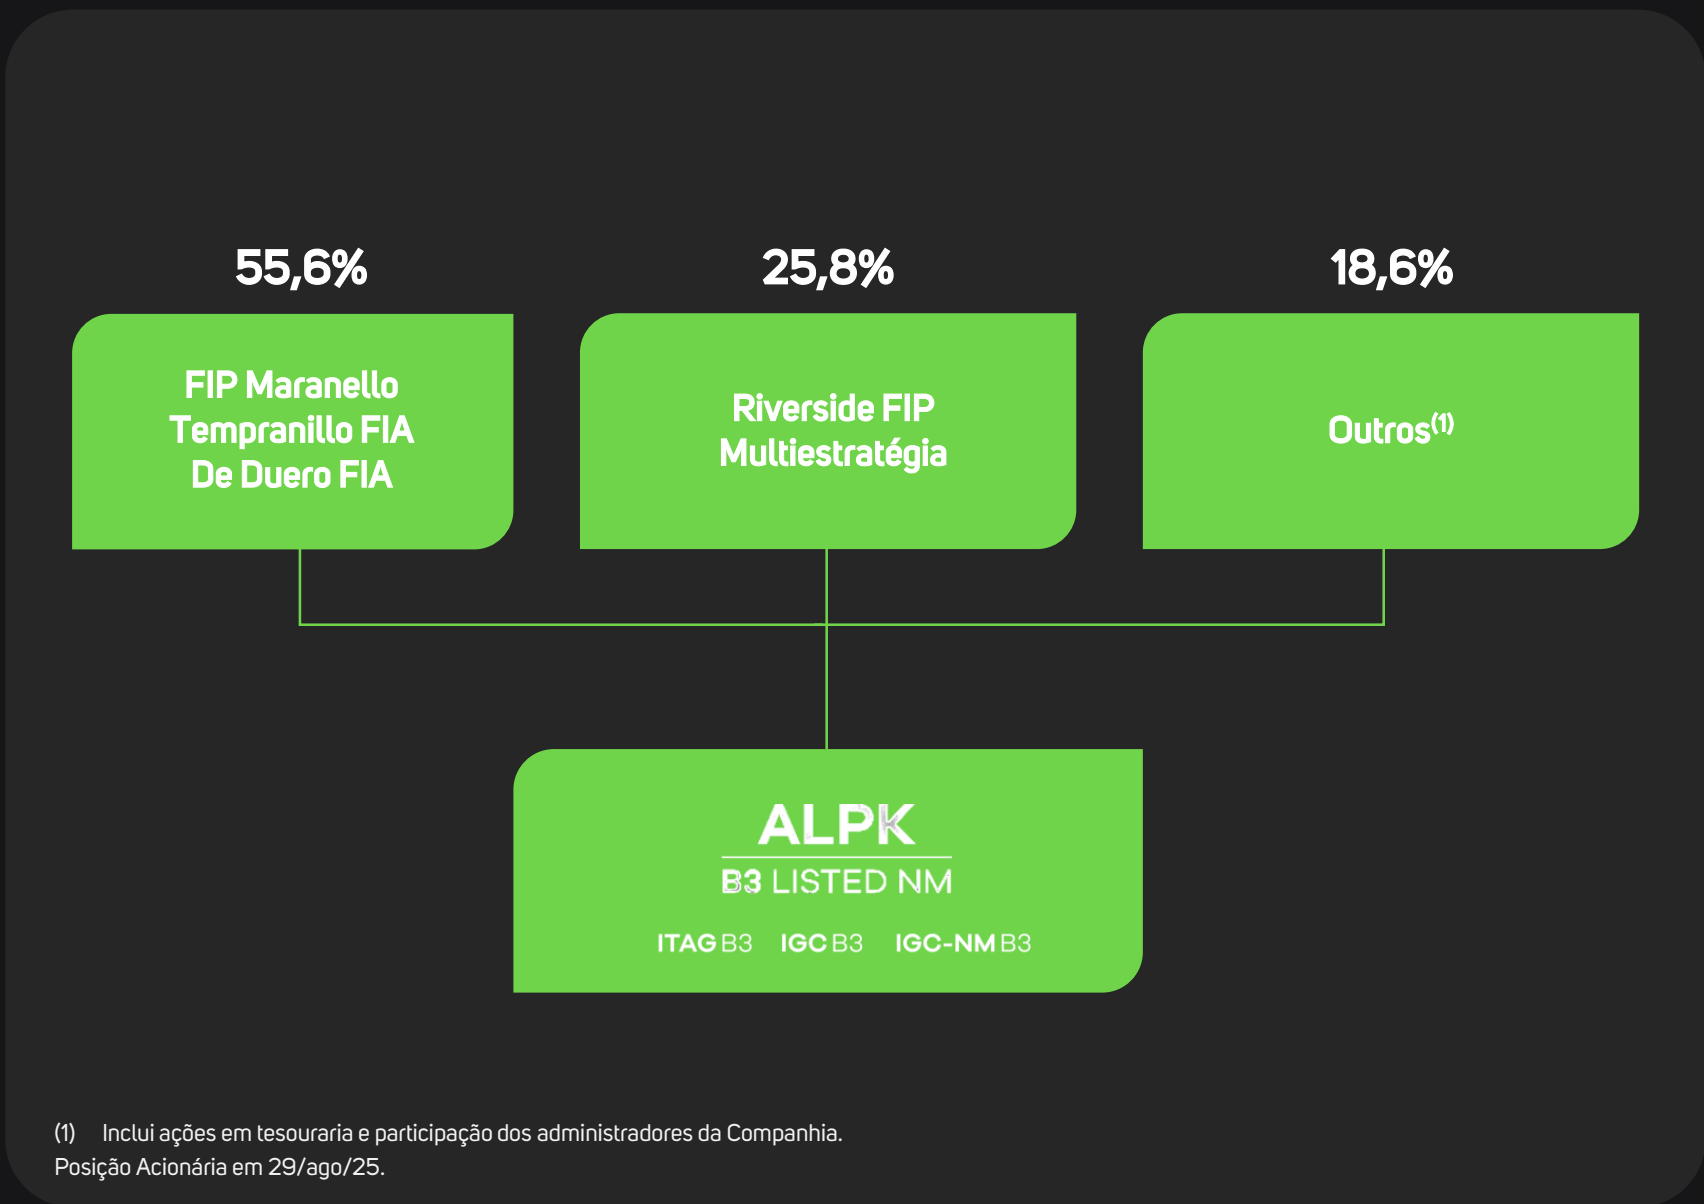 55,6%
25,8%
18,6%
FIP Maranello
Tempranillo FIA
De Duero FIA
Riverside FIP
Multiestratégia
Outros(1)
ALPK
B3 LISTED NM
ITAG B3 IGC B3 IGC-NM B3
(1) Inclui ações em tesouraria e participação dos administradores da Companhia.
Posição Acionária em 29/ago/25.